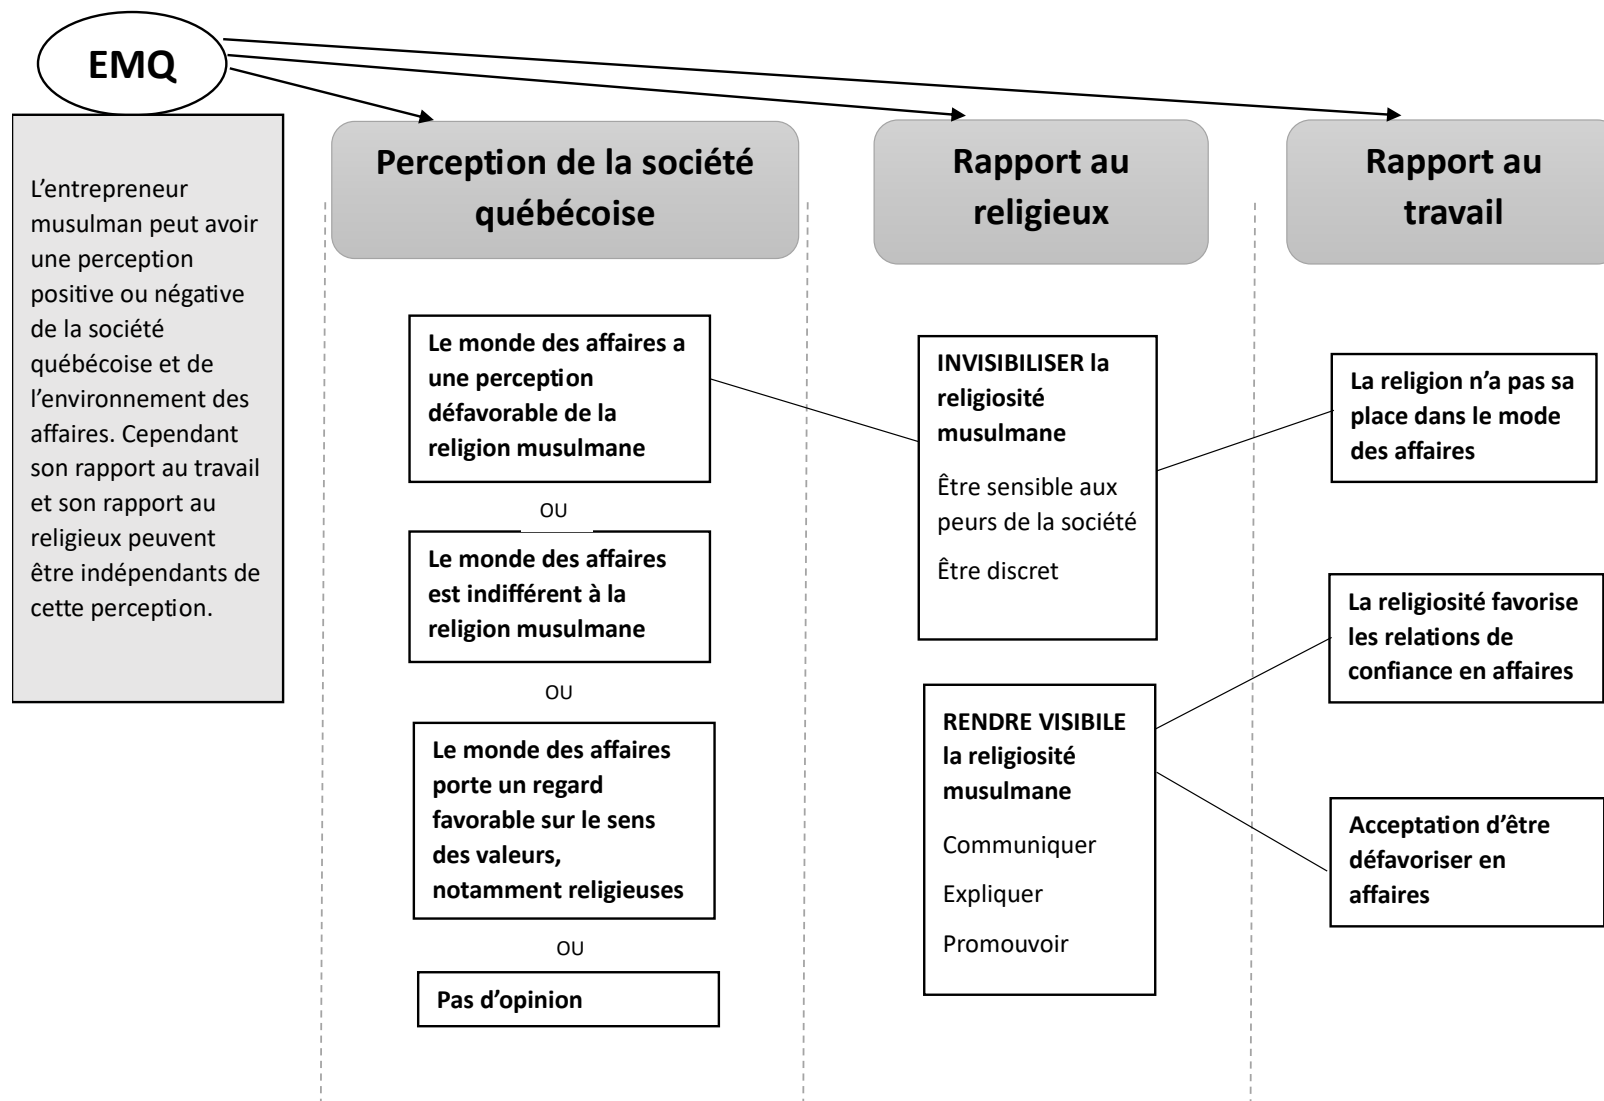 EMQ
L’entrepreneur
musulman peut avoir
une perception
positive ou négative
de la société
québécoise et de
l’environnement des
affaires. Cependant
son rapport au travail
et son rapport au
religieux peuvent
être indépendants de
cette perception.
Perception de la société
québécoise
Le monde des affaires a
une perception
défavorable de la
religion musulmane
OU
Le monde des affaires
est indifférent à la
religion musulmane
OU
Le monde des affaires
porte un regard
favorable sur le sens
des valeurs,
notamment religieuses
OU
Pas d’opinion
Rapport au
religieux
INVISIBILISER la
religiosité
musulmane
Être sensible aux
peurs de la société
Être discret
RENDRE VISIBILE
la religiosité
musulmane
Communiquer
Expliquer
Promouvoir
Rapport au
travail
La religion n’a pas sa
place dans le mode
des affaires
La religiosité favorise
les relations de
confiance en affaires
Acceptation d’être
défavoriser en
affaires